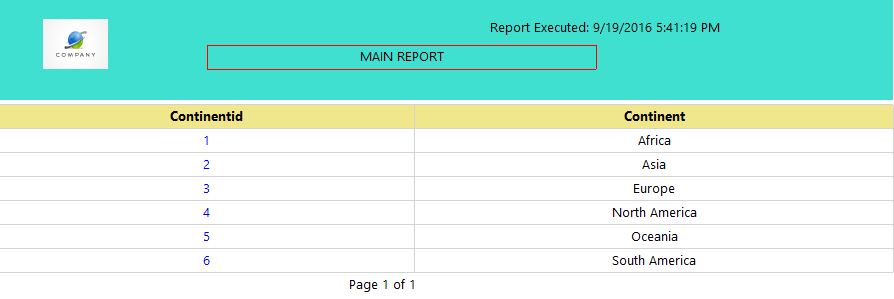 Report Executed: 9/19/2016 5:41:19 PM
COMPANY
MAIN REPORT
Continentid Continent
1 Africa
2 Asia
3 Europe
4 North America
5 Oceania
6 South America
Page 1 of 1